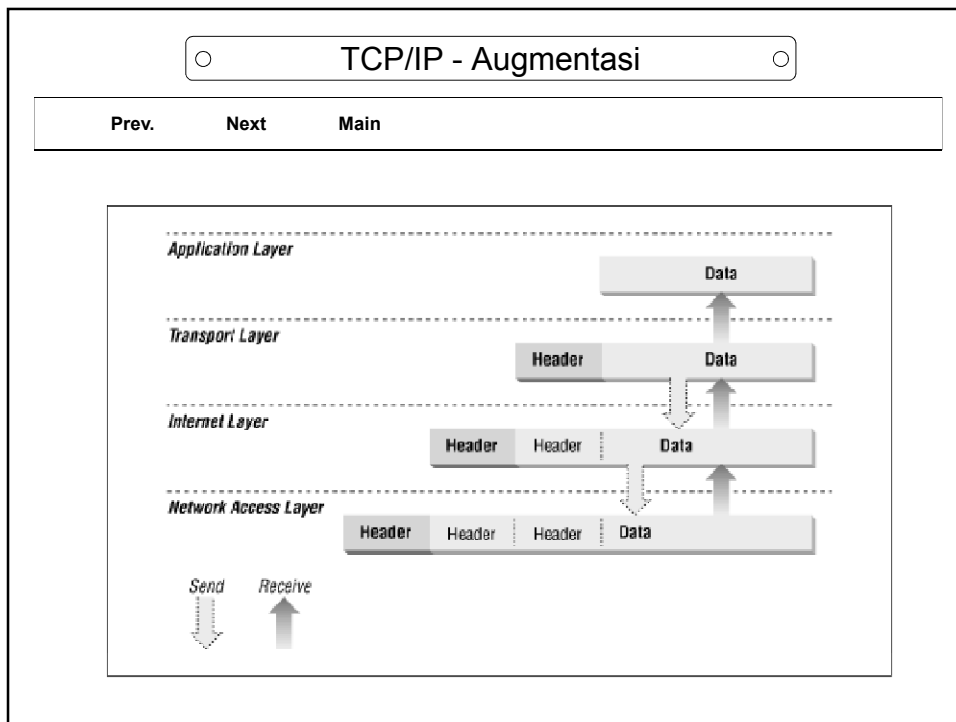 TCP/IP - Augmentasi
Prev. Next Main
Application Layer
Data
Transport Layer
Header Data
Internet Layer
Header Header Data
Network Access Layer
Header Header Header Data
Send Receive